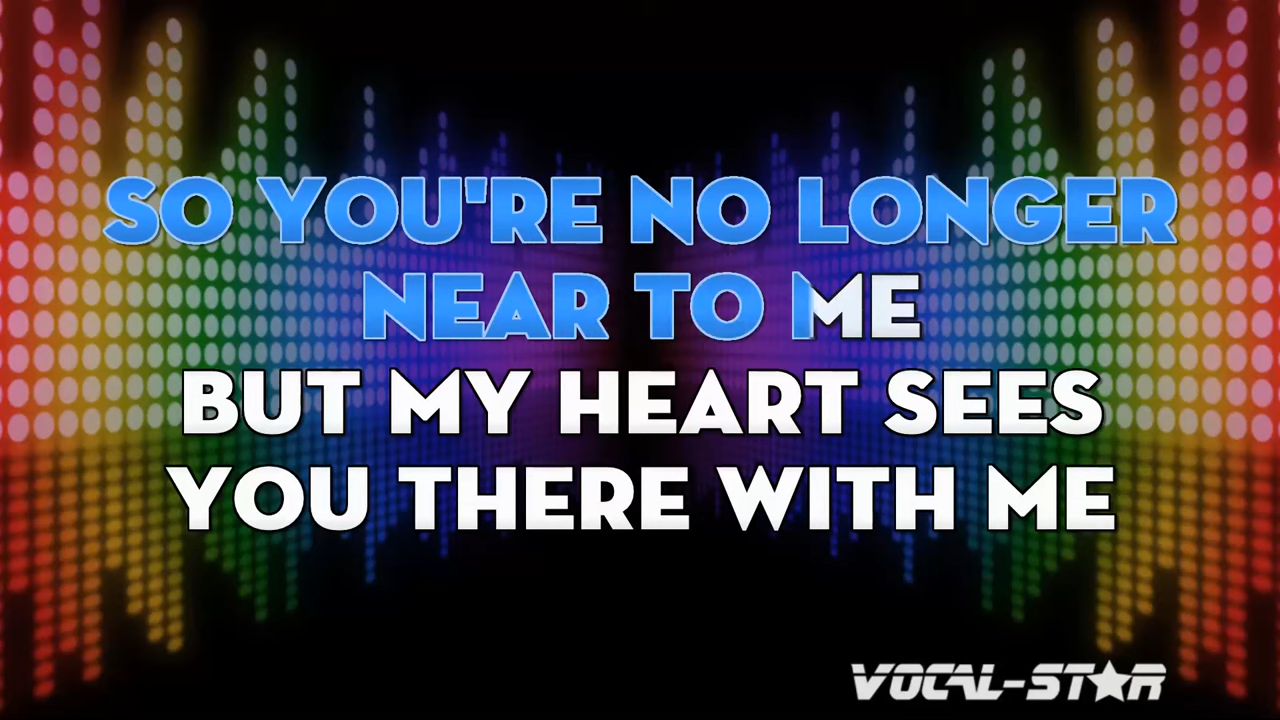 SO YOU'RE NO LONGER
NEAR TO ME
BUT MY HEART SEES
YOU THERE WITH ME
VOCAL-STAR